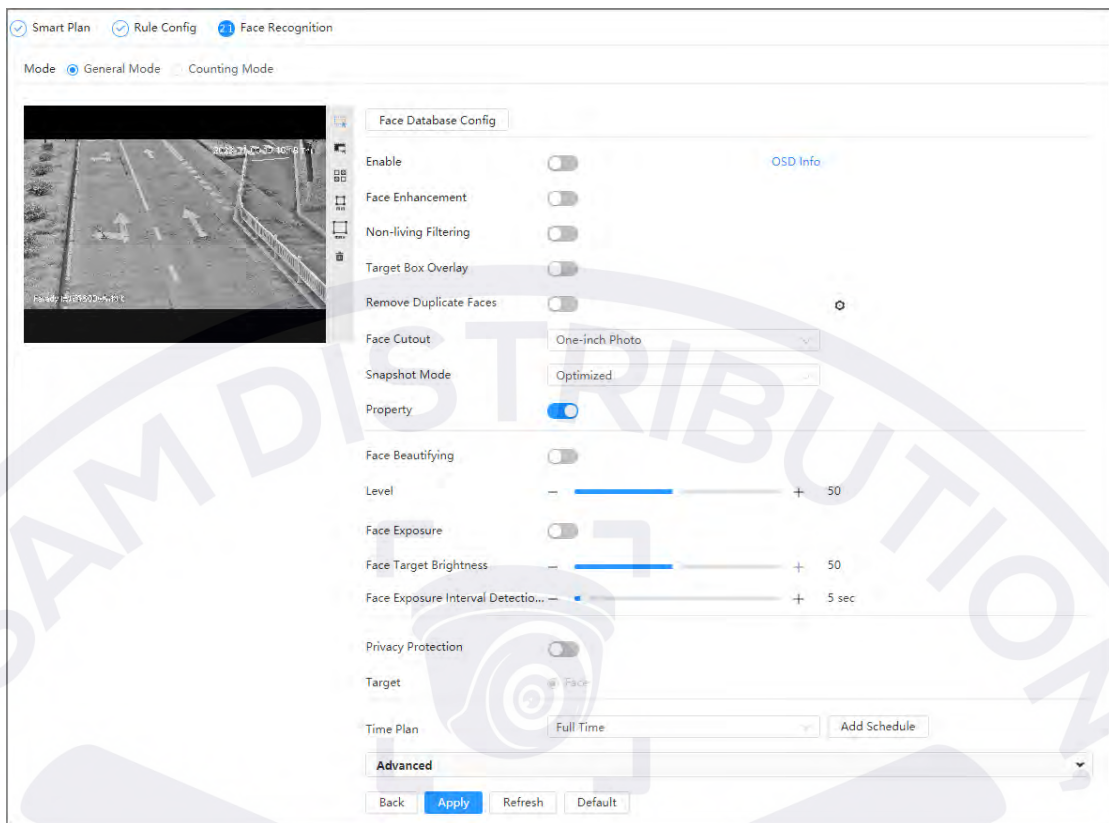 Smart Plan Rule Config 21 Face Recognition
Mode General Mode Counting Mode
Face Database Config
Enable OSD Info
Face Enhancement
Non-living Filtering
Target Box Overlay
Remove Duplicate Faces
Face Cutout One-inch Photo
Snapshot Mode Optimized
Property
Face Beautifying
Level − + 50
Face Exposure
Face Target Brightness − + 50
Face Exposure Interval Detectio... − + 5 sec
Privacy Protection
Target Face
Time Plan Full Time Add Schedule
Advanced
Back Apply Refresh Default
SAM DISTRIBUTION